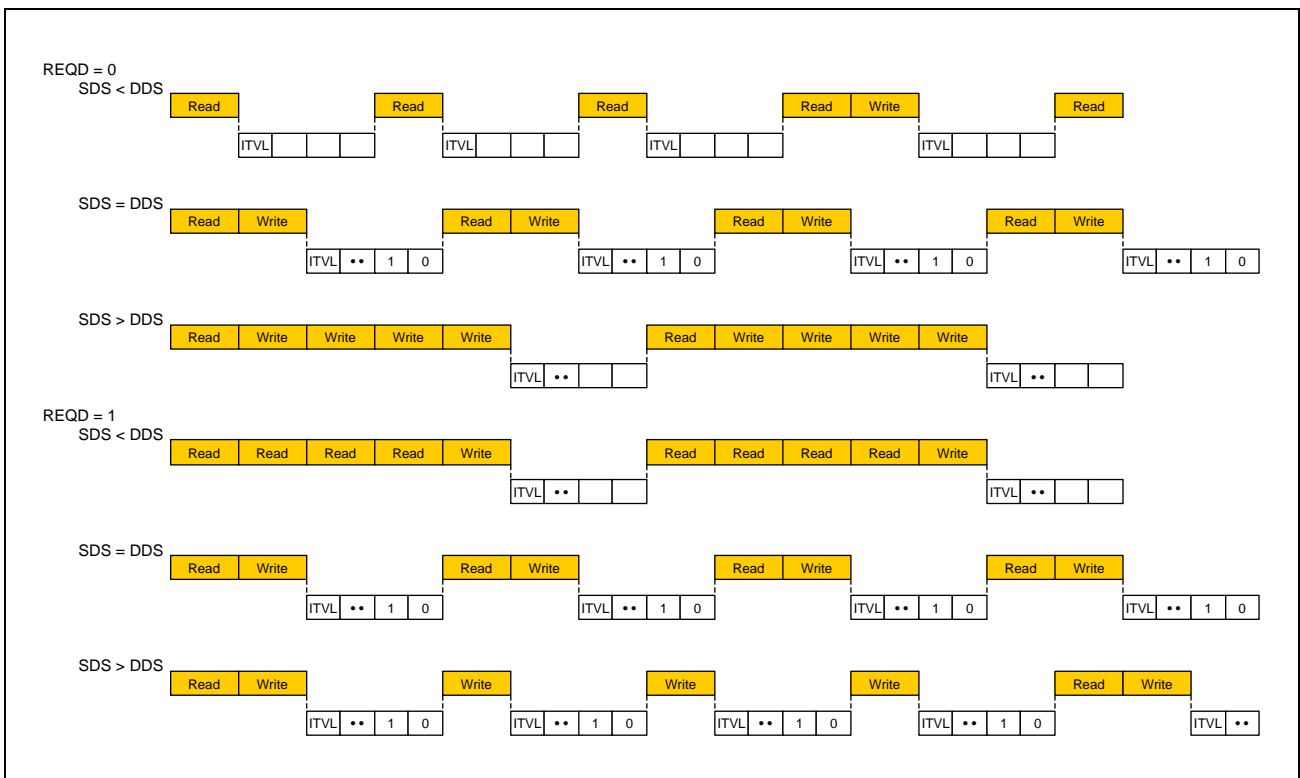 REQD = 0
SDS < DDS
Read Read Read Read Write Read
ITVL ITVL ITVL ITVL
SDS = DDS
Read Write Read Write Read Write Read Write
ITVL •• 1 0 ITVL •• 1 0 ITVL •• 1 0 ITVL •• 1 0
SDS > DDS
Read Write Write Write Write Read Write Write Write Write
ITVL •• ITVL ••
REQD = 1
SDS < DDS
Read Read Read Read Write Read Read Read Read Write
ITVL •• ITVL ••
SDS = DDS
Read Write Read Write Read Write Read Write
ITVL •• 1 0 ITVL •• 1 0 ITVL •• 1 0 ITVL •• 1 0
SDS > DDS
Read Write Write Write Write Read Write
ITVL •• 1 0 ITVL •• 1 0 ITVL •• 1 0 ITVL •• 1 0 ITVL ••